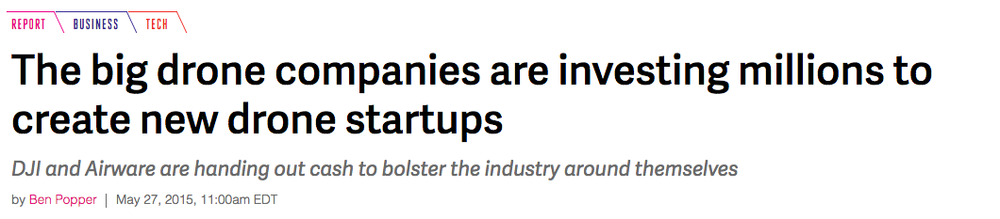 REPORT BUSINESS TECH
The big drone companies are investing millions to
create new drone startups
DJI and Airware are handing out cash to bolster the industry around themselves
by Ben Popper | May 27, 2015, 11:00am EDT